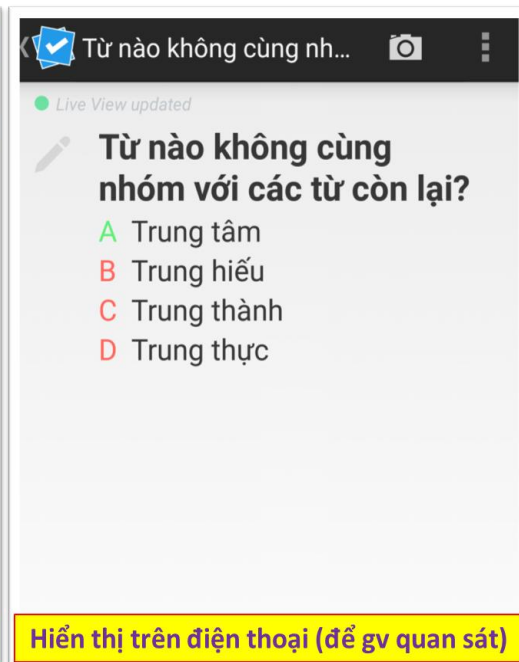 Từ nào không cùng nh...
Live View updated
Từ nào không cùng
nhóm với các từ còn lại?
A Trung tâm
B Trung hiếu
C Trung thành
D Trung thực
Hiển thị trên điện thoại (để gv quan sát)